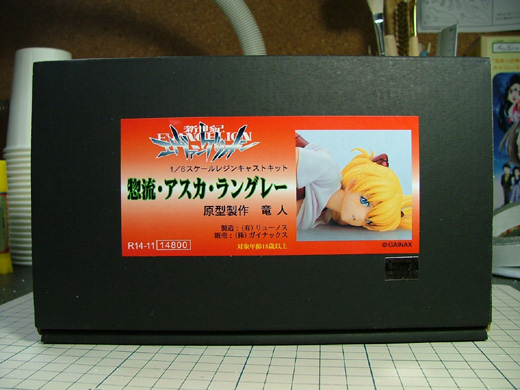 新世紀
EVANGELION
エヴァンゲリオン
1/6スケールレジンキャストキット
惣流・アスカ・ラングレー
原型製作 竜人
製造:(有)リューノス
販売:(株)ガイナックス
対象年齢18歳以上
R14-11 14800
©GAINAX